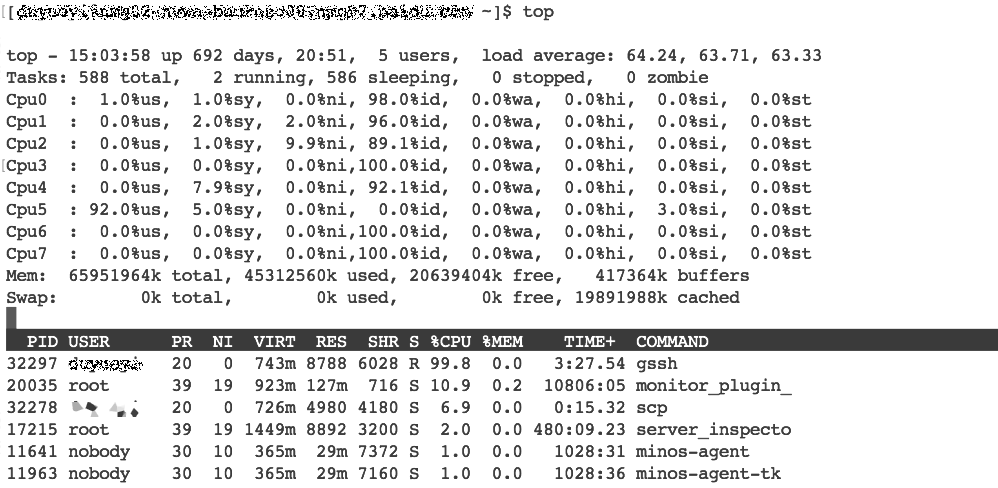 ~]$ top
top - 15:03:58 up 692 days, 20:51,  5 users,  load average: 64.24, 63.71, 63.33
Tasks: 588 total,   2 running, 586 sleeping,   0 stopped,   0 zombie
Cpu0  :  1.0%us,  1.0%sy,  0.0%ni, 98.0%id,  0.0%wa,  0.0%hi,  0.0%si,  0.0%st
Cpu1  :  0.0%us,  2.0%sy,  2.0%ni, 96.0%id,  0.0%wa,  0.0%hi,  0.0%si,  0.0%st
Cpu2  :  0.0%us,  1.0%sy,  9.9%ni, 89.1%id,  0.0%wa,  0.0%hi,  0.0%si,  0.0%st
Cpu3  :  0.0%us,  0.0%sy,  0.0%ni,100.0%id,  0.0%wa,  0.0%hi,  0.0%si,  0.0%st
Cpu4  :  0.0%us,  7.9%sy,  0.0%ni, 92.1%id,  0.0%wa,  0.0%hi,  0.0%si,  0.0%st
Cpu5  : 92.0%us,  5.0%sy,  0.0%ni,  0.0%id,  0.0%wa,  0.0%hi,  3.0%si,  0.0%st
Cpu6  :  0.0%us,  0.0%sy,  0.0%ni,100.0%id,  0.0%wa,  0.0%hi,  0.0%si,  0.0%st
Cpu7  :  0.0%us,  0.0%sy,  0.0%ni,100.0%id,  0.0%wa,  0.0%hi,  0.0%si,  0.0%st
Mem:  65951964k total, 45312560k used, 20639404k free,   417364k buffers
Swap:        0k total,        0k used,        0k free, 19891988k cached
PID USER      PR  NI  VIRT  RES  SHR S %CPU %MEM    TIME+  COMMAND
32297           20   0  743m 8788 6028 R 99.8  0.0   3:27.54 gssh
20035 root      39  19  923m 127m  716 S 10.9  0.2  10806:05 monitor_plugin_
32278           20   0  726m 4980 4180 S  6.9  0.0   0:15.32 scp
17215 root      39  19 1449m 8892 3200 S  2.0  0.0 480:09.23 server_inspecto
11641 nobody    30  10  365m  29m 7372 S  1.0  0.0   1028:31 minos-agent
11963 nobody    30  10  365m  29m 7160 S  1.0  0.0   1028:36 minos-agent-tk